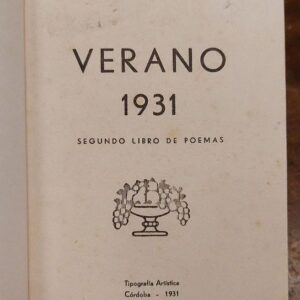 VERANO
1931
SEGUNDO LIBRO DE POEMAS
Tipografía Artística
Córdoba - 1931